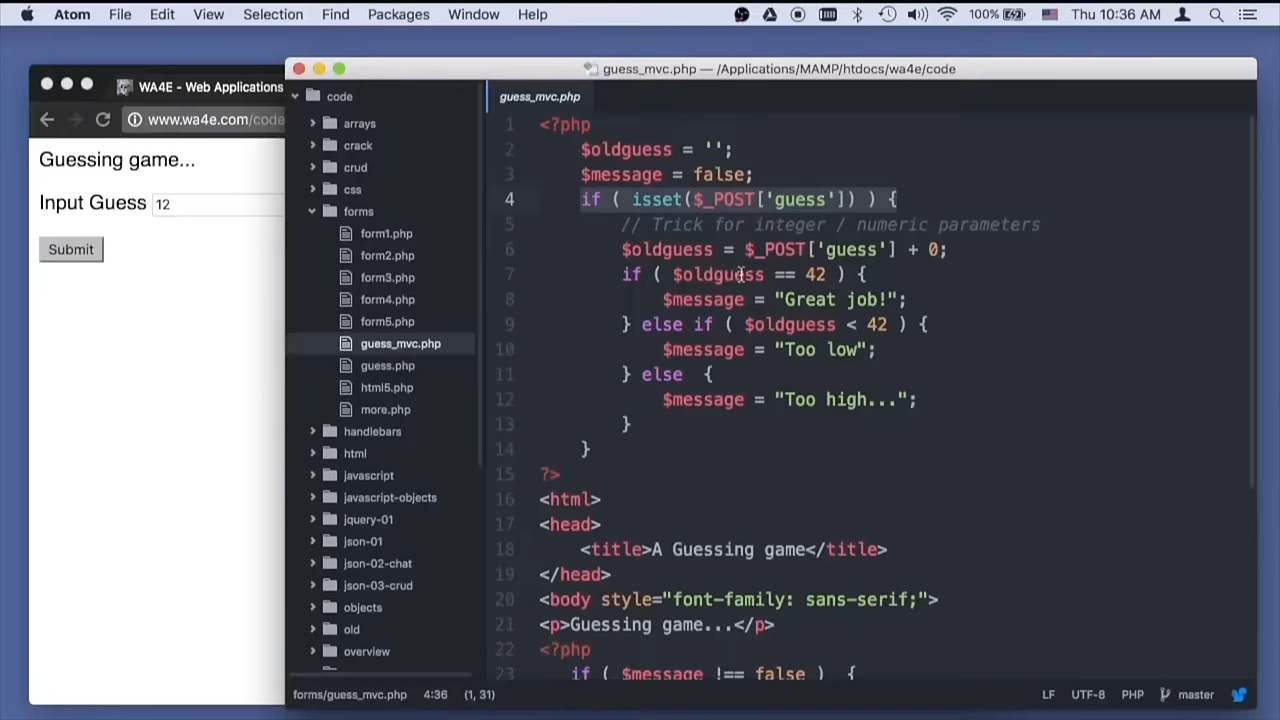 Atom File Edit View Selection Find Packages Window Help 100% Thu 10:36 AM
WA4E - Web Applications
www.wa4e.com/code
Guessing game...
Input Guess 12
Submit
guess_mvc.php — /Applications/MAMP/htdocs/wa4e/code
code
arrays
crack
crud
css
forms
form1.php
form2.php
form3.php
form4.php
form5.php
guess_mvc.php
guess.php
html5.php
more.php
handlebars
html
javascript
javascript-objects
jquery-01
json-01
json-02-chat
json-03-crud
objects
old
overview
guess_mvc.php
1 <?php
2 $oldguess = '';
3 $message = false;
4 if ( isset($_POST['guess']) ) {
5 // Trick for integer / numeric parameters
6 $oldguess = $_POST['guess'] + 0;
7 if ( $oldguess == 42 ) {
8 $message = "Great job!";
9 } else if ( $oldguess < 42 ) {
10 $message = "Too low";
11 } else {
12 $message = "Too high...";
13 }
14 }
15 ?>
16 <html>
17 <head>
18 <title>A Guessing game</title>
19 </head>
20 <body style="font-family: sans-serif;">
21 <p>Guessing game...</p>
22 <?php
23 if ( $message !== false ) {
forms/guess_mvc.php 4:36 (1, 31) LF UTF-8 PHP master